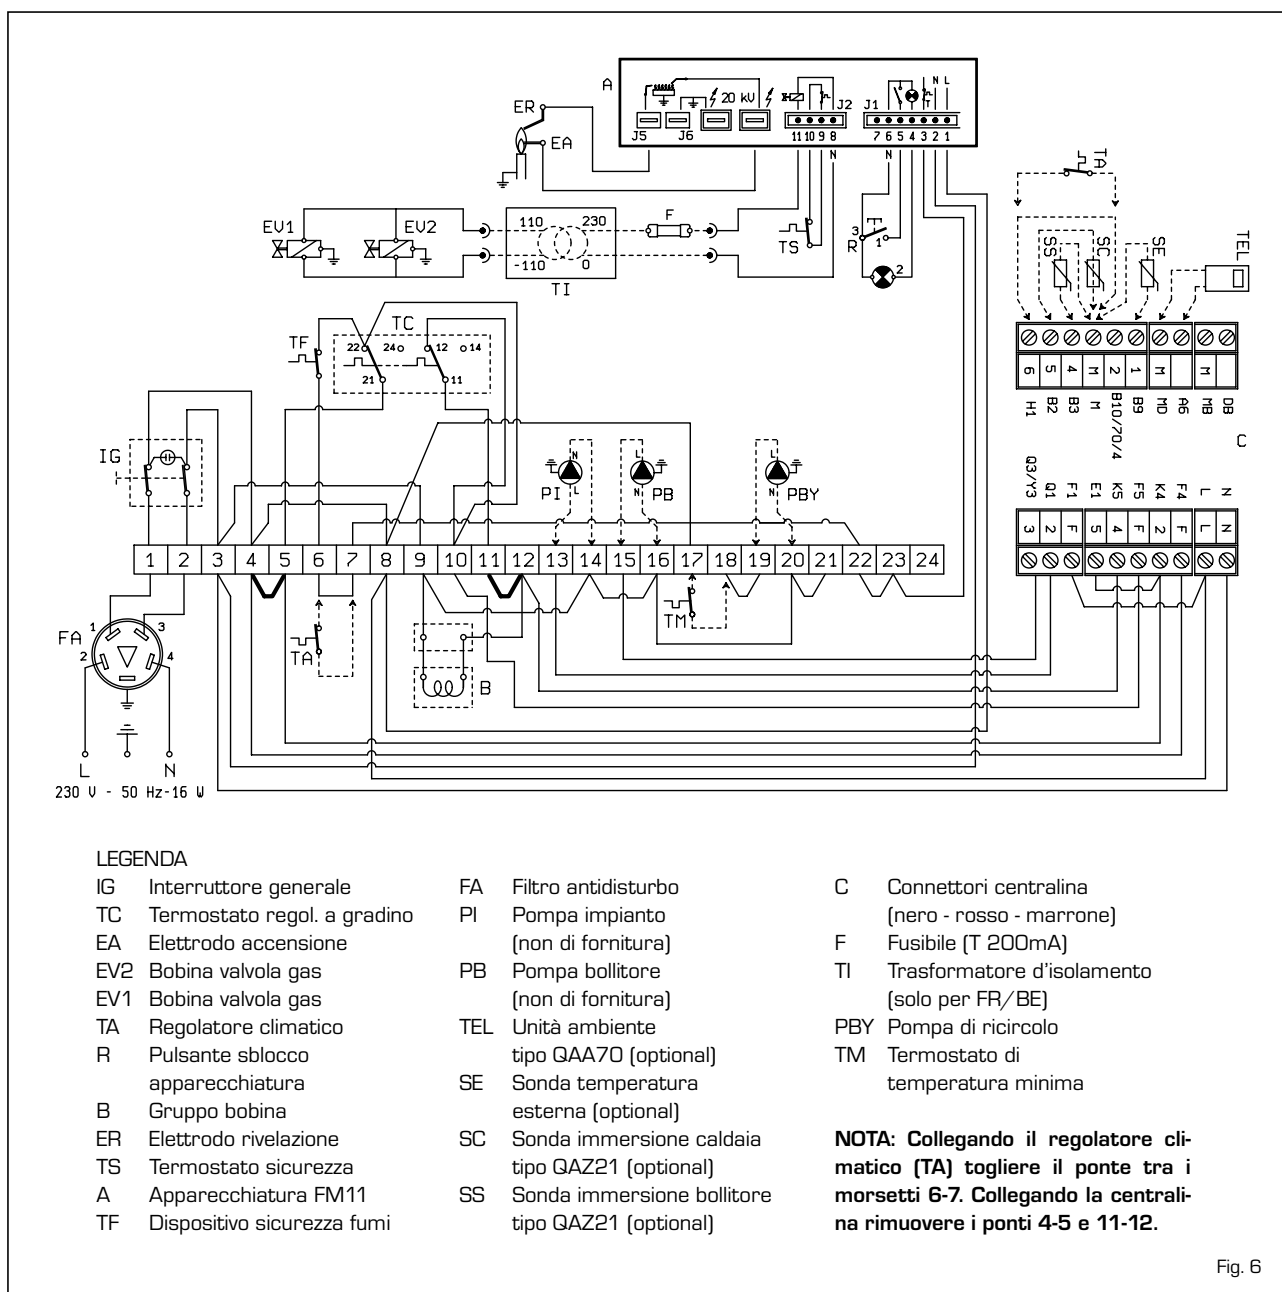 A
ER
EA
20 kV
J5
J6
J2
J1
N L
T
11 10 9 8
7 6 5 4 3 2 1
N
N
EV1
EV2
110
230
-110
0
TI
F
TS
3
R
1
2
TA
SS
SC
SE
TEL
6 5 4 M 2 1 M M
H1 B2 B3 M B10/70/4 B9 MD A6 MB DB
C
Q3/Y3 Q1 F1 E1 K5 F5 K4 F4 L N
3 2 F 5 4 F 2 F L N
TF
TC
22 24 12 14
21 11
IG
PI
N
L
L
N
PB
L
N
PBY
1 2 3 4 5 6 7 8 9 10 11 12 13 14 15 16 17 18 19 20 21 22 23 24
FA
1
3
2
4
TA
B
TM
L
N
230 V - 50 Hz-16 W
LEGENDA
IG Interruttore generale
TC Termostato regol. a gradino
EA Elettrodo accensione
EV2 Bobina valvola gas
EV1 Bobina valvola gas
TA Regolatore climatico
R Pulsante sblocco
apparecchiatura
B Gruppo bobina
ER Elettrodo rivelazione
TS Termostato sicurezza
A Apparecchiatura FM11
TF Dispositivo sicurezza fumi
FA Filtro antidisturbo
PI Pompa impianto
(non di fornitura)
PB Pompa bollitore
(non di fornitura)
TEL Unità ambiente
tipo QAA70 (optional)
SE Sonda temperatura
esterna (optional)
SC Sonda immersione caldaia
tipo QAZ21 (optional)
SS Sonda immersione bollitore
tipo QAZ21 (optional)
C Connettori centralina
(nero - rosso - marrone)
F Fusibile (T 200mA)
TI Trasformatore d'isolamento
(solo per FR/BE)
PBY Pompa di ricircolo
TM Termostato di
temperatura minima
NOTA: Collegando il regolatore cli-
matico (TA) togliere il ponte tra i
morsetti 6-7. Collegando la centrali-
na rimuovere i ponti 4-5 e 11-12.
Fig. 6